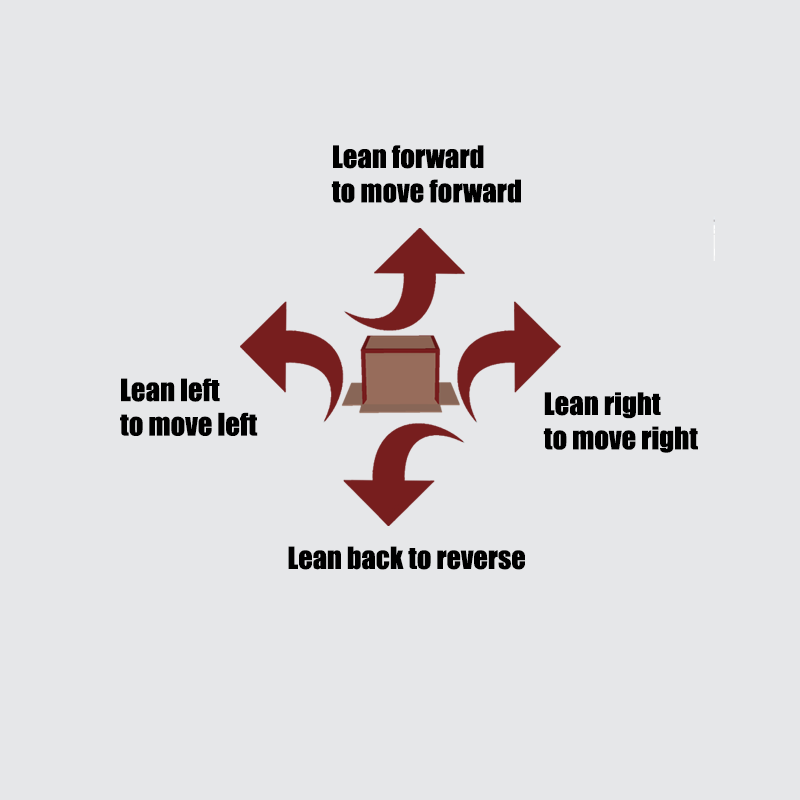 Lean forward
to move forward
Lean left
to move left
Lean right
to move right
Lean back to reverse